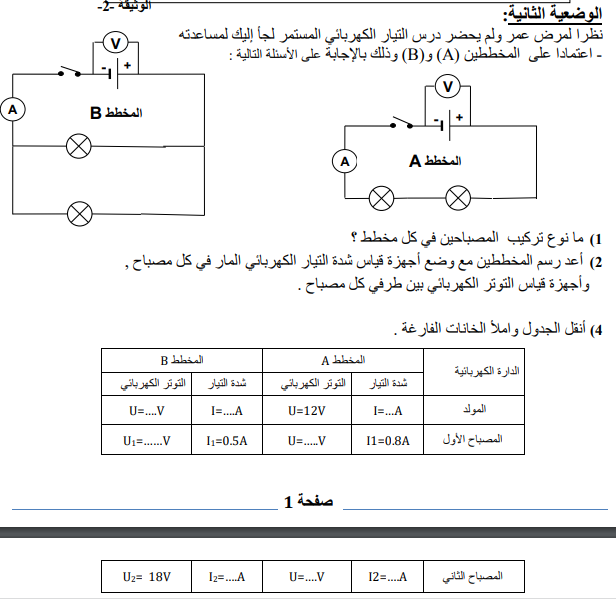 الوثيقة -2-
الوضعية الثانية:
نظرا لمرض عمر ولم يحضر درس التيار الكهربائي المستمر لجأ إليك لمساعدته
- اعتمادا على المخططين (A) و(B) وذلك بالإجابة على الأسئلة التالية :
V
- +
A
المخطط B
V
- +
A
المخطط A
1) ما نوع تركيب المصباحين في كل مخطط ؟
2) أعد رسم المخططين مع وضع أجهزة قياس شدة التيار الكهربائي المار في كل مصباح ,
وأجهزة قياس التوتر الكهربائي بين طرفي كل مصباح .
4) أنقل الجدول واملأ الخانات الفارغة .
الدارة الكهربائية المخطط A المخطط B
شدة التيار التوتر الكهربائي شدة التيار التوتر الكهربائي
المولد I=...A U=12V I=....A U=....V
المصباح الأول I1=0.8A U=.....V I1=0.5A U1=......V
صفحة 1
المصباح الثاني I2=....A U=....V I2=....A U2= 18V